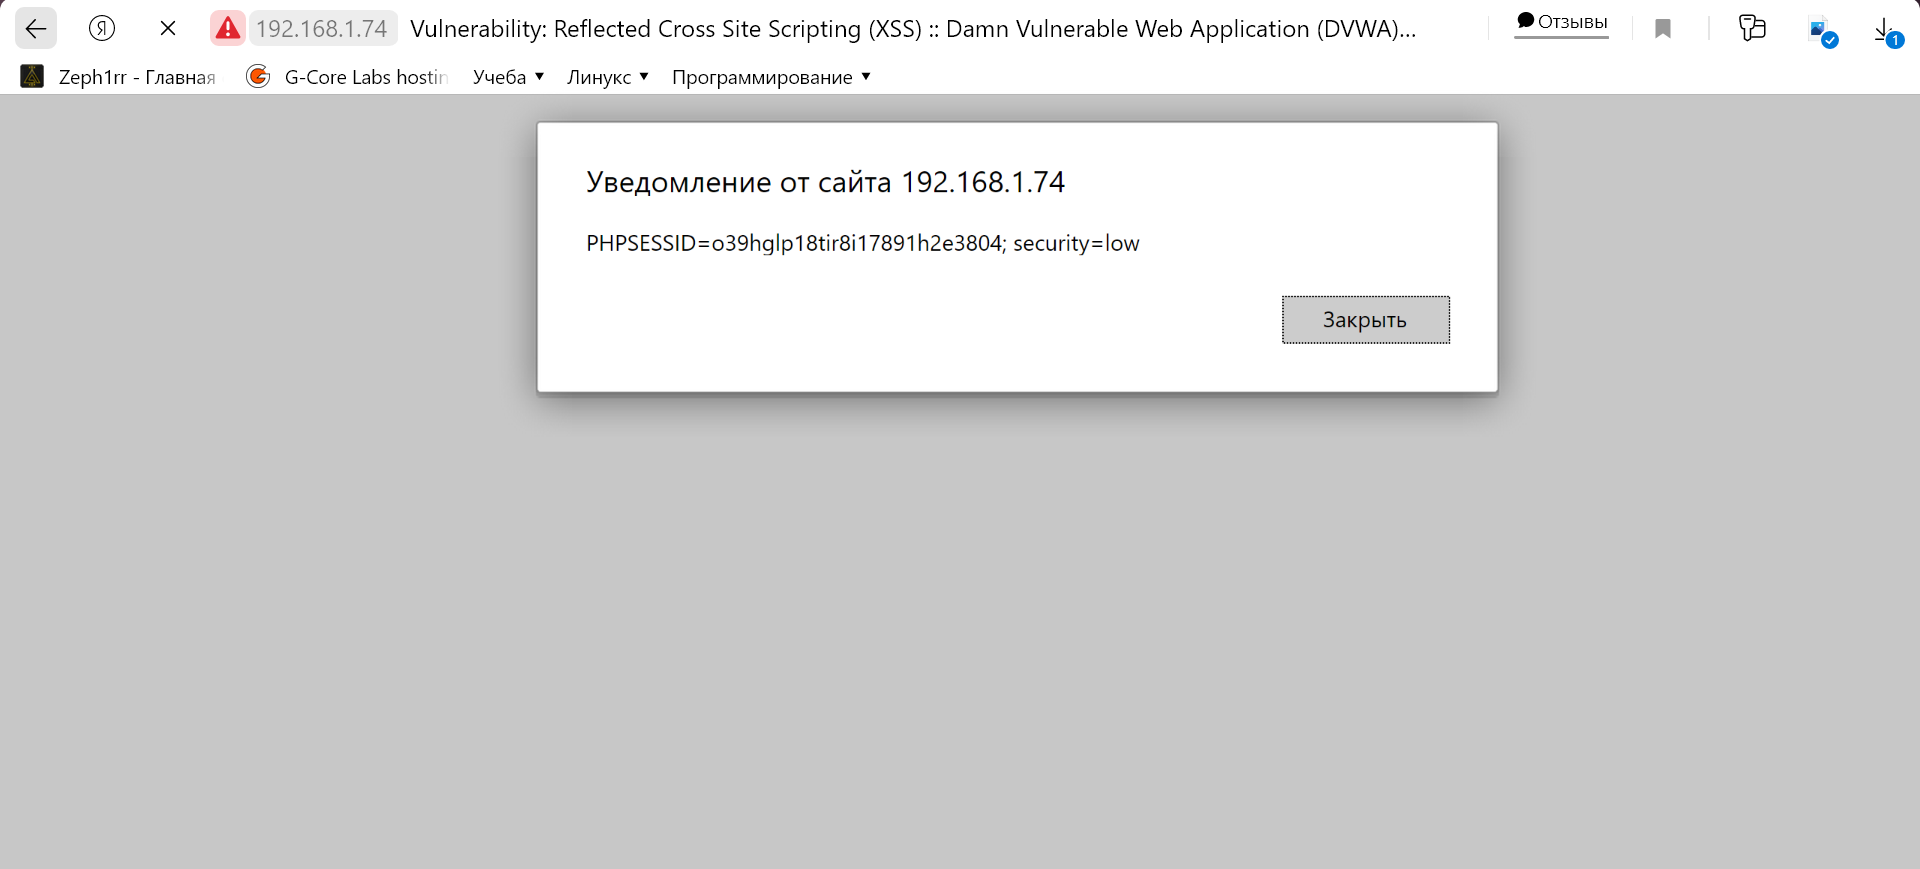 192.168.1.74 Vulnerability: Reflected Cross Site Scripting (XSS) :: Damn Vulnerable Web Application (DVWA)... Отзывы 1
Zeph1rr - Главная G-Core Labs hostin Учеба Линукс Программирование
Уведомление от сайта 192.168.1.74
PHPSESSID=o39hglp18tir8i17891h2e3804; security=low
Закрыть